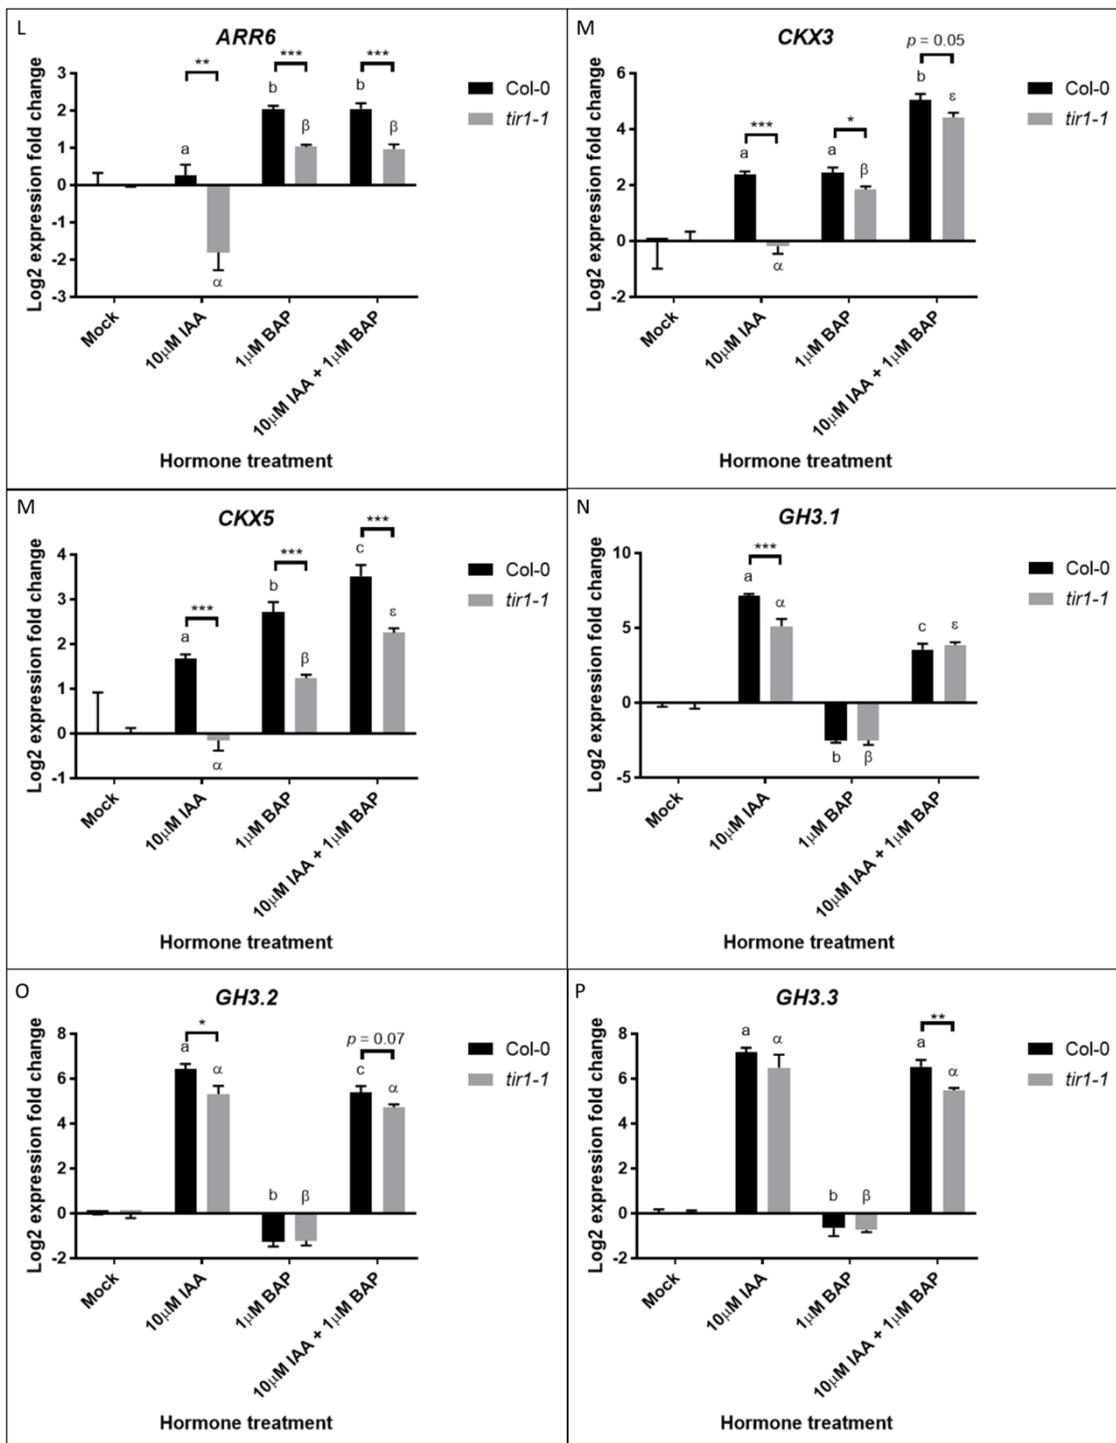 L
ARR6
Log2 expression fold change
3
2
1
0
-1
-2
-3
**
***
***
a
α
b
β
b
β
Col-0
tir1-1
Mock
10µM IAA
1µM BAP
10µM IAA + 1µM BAP
Hormone treatment
M
CKX3
Log2 expression fold change
6
4
2
0
-2
***
*
p = 0.05
a
α
a
β
b
ε
Col-0
tir1-1
Mock
10µM IAA
1µM BAP
10µM IAA + 1µM BAP
Hormone treatment
M
CKX5
Log2 expression fold change
4
3
2
1
0
-1
***
***
***
a
α
b
β
c
ε
Col-0
tir1-1
Mock
10µM IAA
1µM BAP
10µM IAA + 1µM BAP
Hormone treatment
N
GH3.1
Log2 expression fold change
10
5
0
-5
***
a
α
b
β
c
ε
Col-0
tir1-1
Mock
10µM IAA
1µM BAP
10µM IAA + 1µM BAP
Hormone treatment
O
GH3.2
Log2 expression fold change
8
6
4
2
0
-2
*
p = 0.07
a
α
b
β
c
α
Col-0
tir1-1
Mock
10µM IAA
1µM BAP
10µM IAA + 1µM BAP
Hormone treatment
P
GH3.3
Log2 expression fold change
8
6
4
2
0
-2
**
a
α
b
β
a
α
Col-0
tir1-1
Mock
10µM IAA
1µM BAP
10µM IAA + 1µM BAP
Hormone treatment